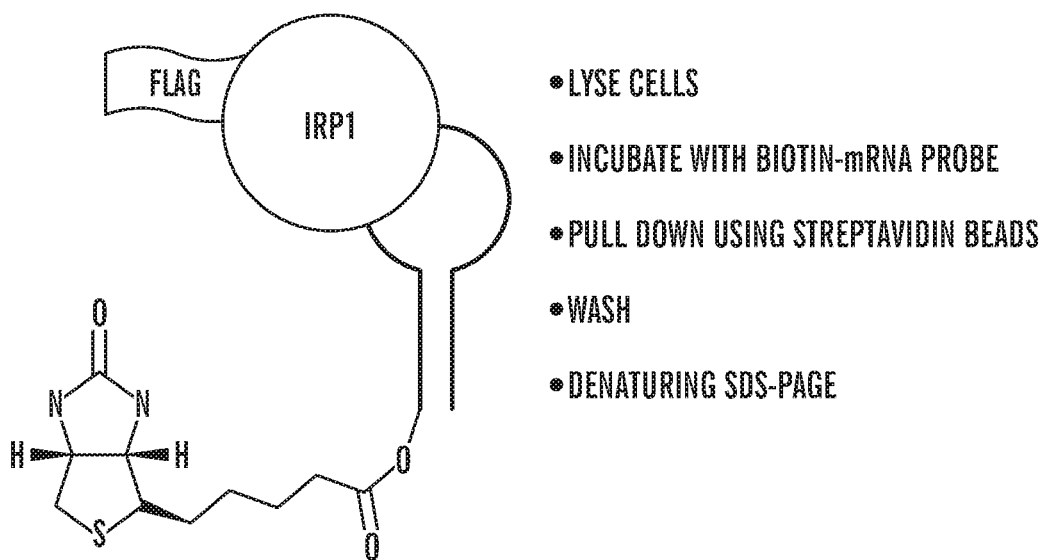 FLAG
IRP1
•LYSE CELLS
•INCUBATE WITH BIOTIN-mRNA PROBE
•PULL DOWN USING STREPTAVIDIN BEADS
•WASH
•DENATURING SDS-PAGE
O
N N
H H
S
O
O